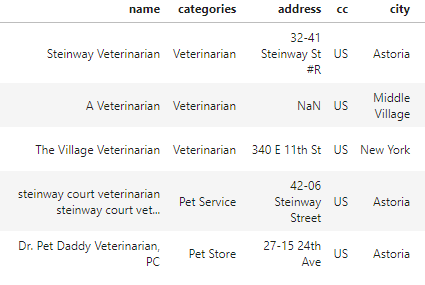 name categories address cc city
32-41
Steinway Veterinarian Veterinarian Steinway St US Astoria
#R
A Veterinarian Veterinarian NaN US Middle
Village
The Village Veterinarian Veterinarian 340 E 11th St US New York
steinway court veterinarian
steinway court vet... Pet Service 42-06
Steinway
Street US Astoria
Dr. Pet Daddy Veterinarian,
PC Pet Store 27-15 24th
Ave US Astoria